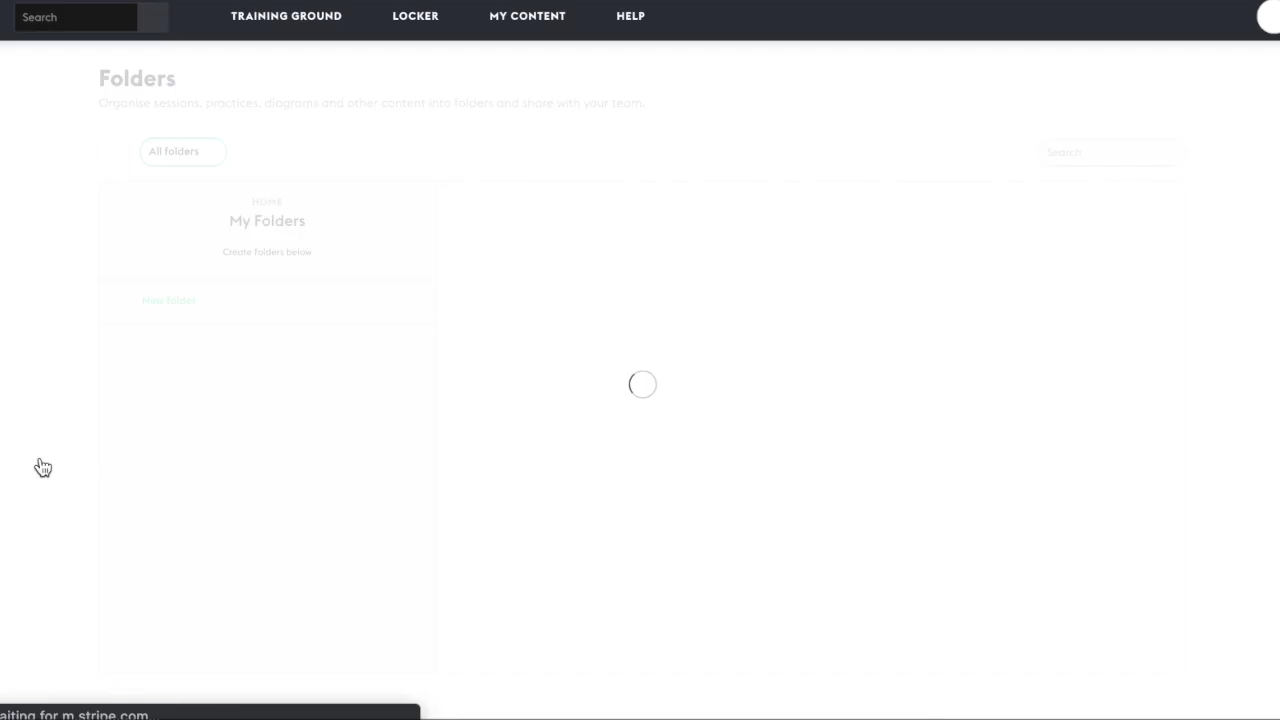 Search
TRAINING GROUND LOCKER MY CONTENT HELP
Folders
Organise sessions, practices, diagrams and other content into folders and share with your team.
All folders
Search
HOME
My Folders
Create folders below
New folder
aiting for m.stripe.com...